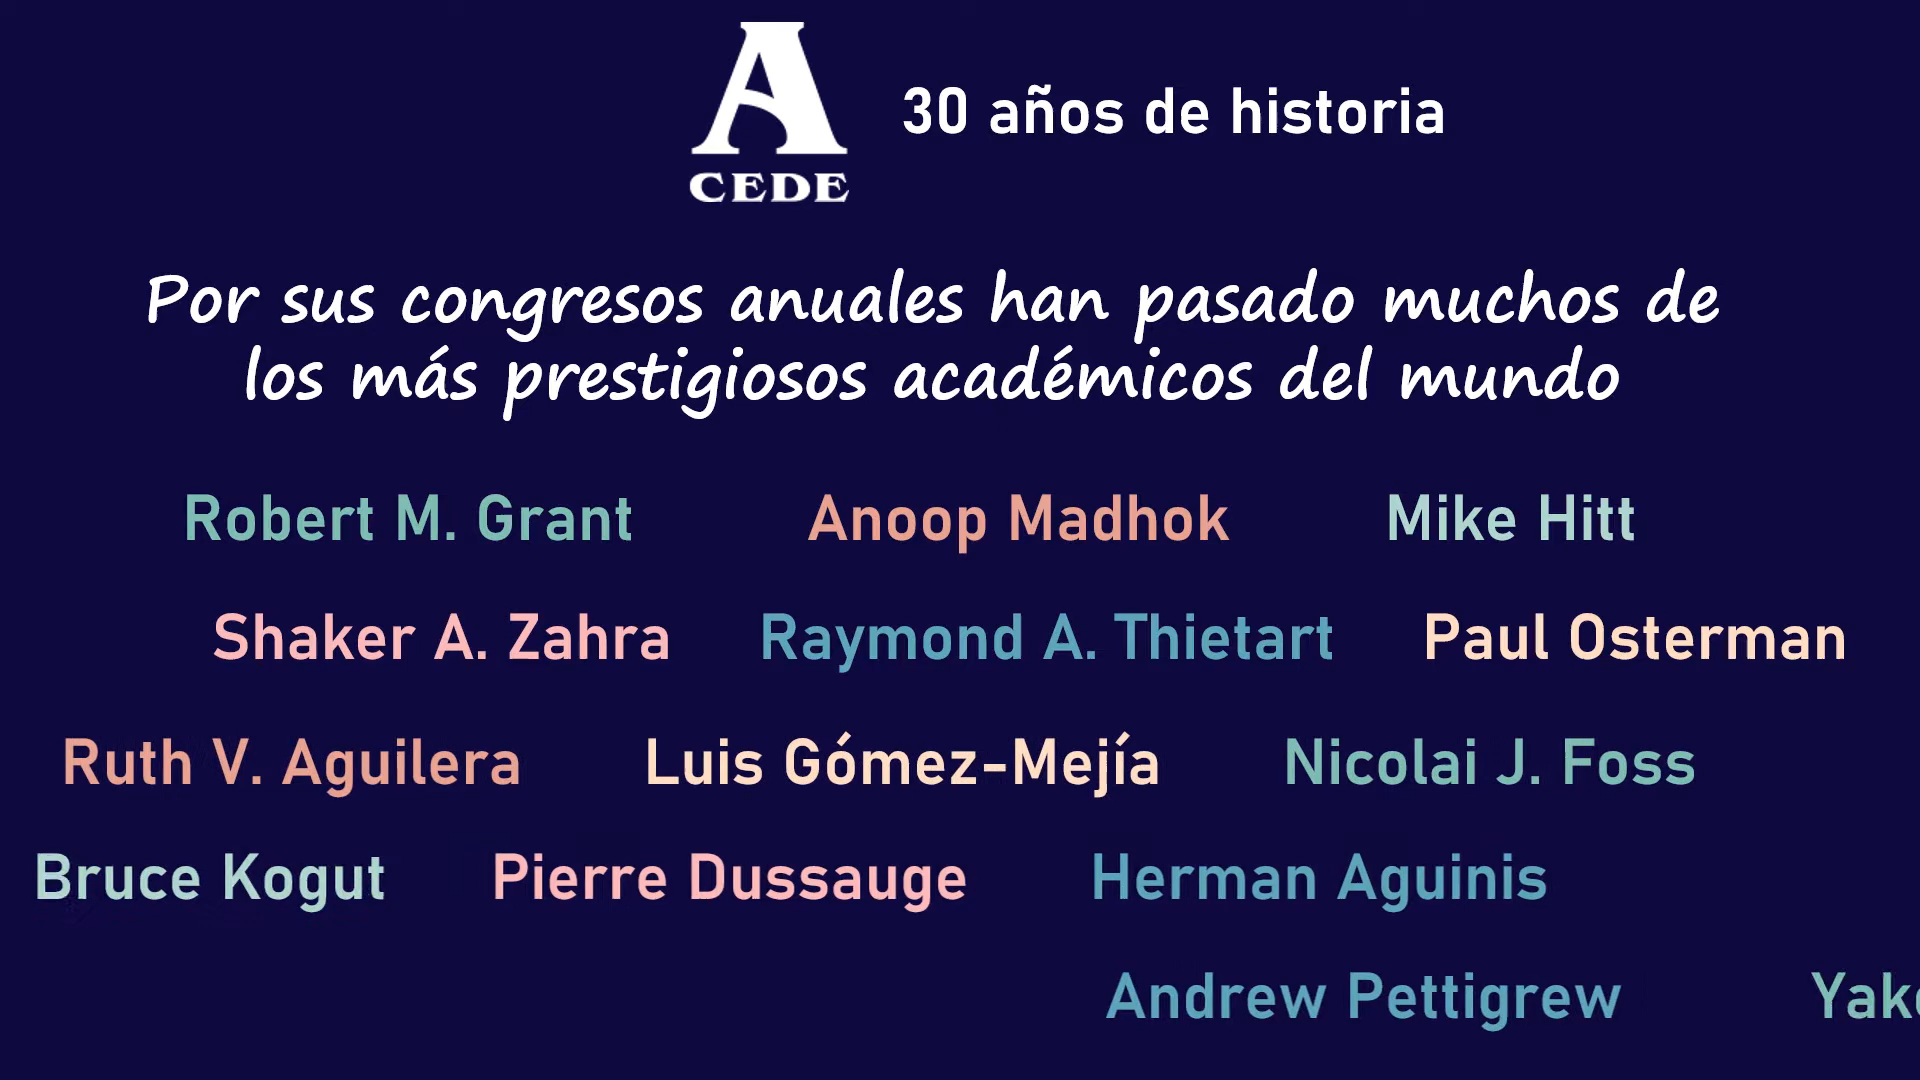 A
CEDE
30 años de historia
Por sus congresos anuales han pasado muchos de
los más prestigiosos académicos del mundo
Robert M. Grant Anoop Madhok Mike Hitt
Shaker A. Zahra Raymond A. Thietart Paul Osterman
Ruth V. Aguilera Luis Gómez-Mejía Nicolai J. Foss
Bruce Kogut Pierre Dussauge Herman Aguinis
Andrew Pettigrew